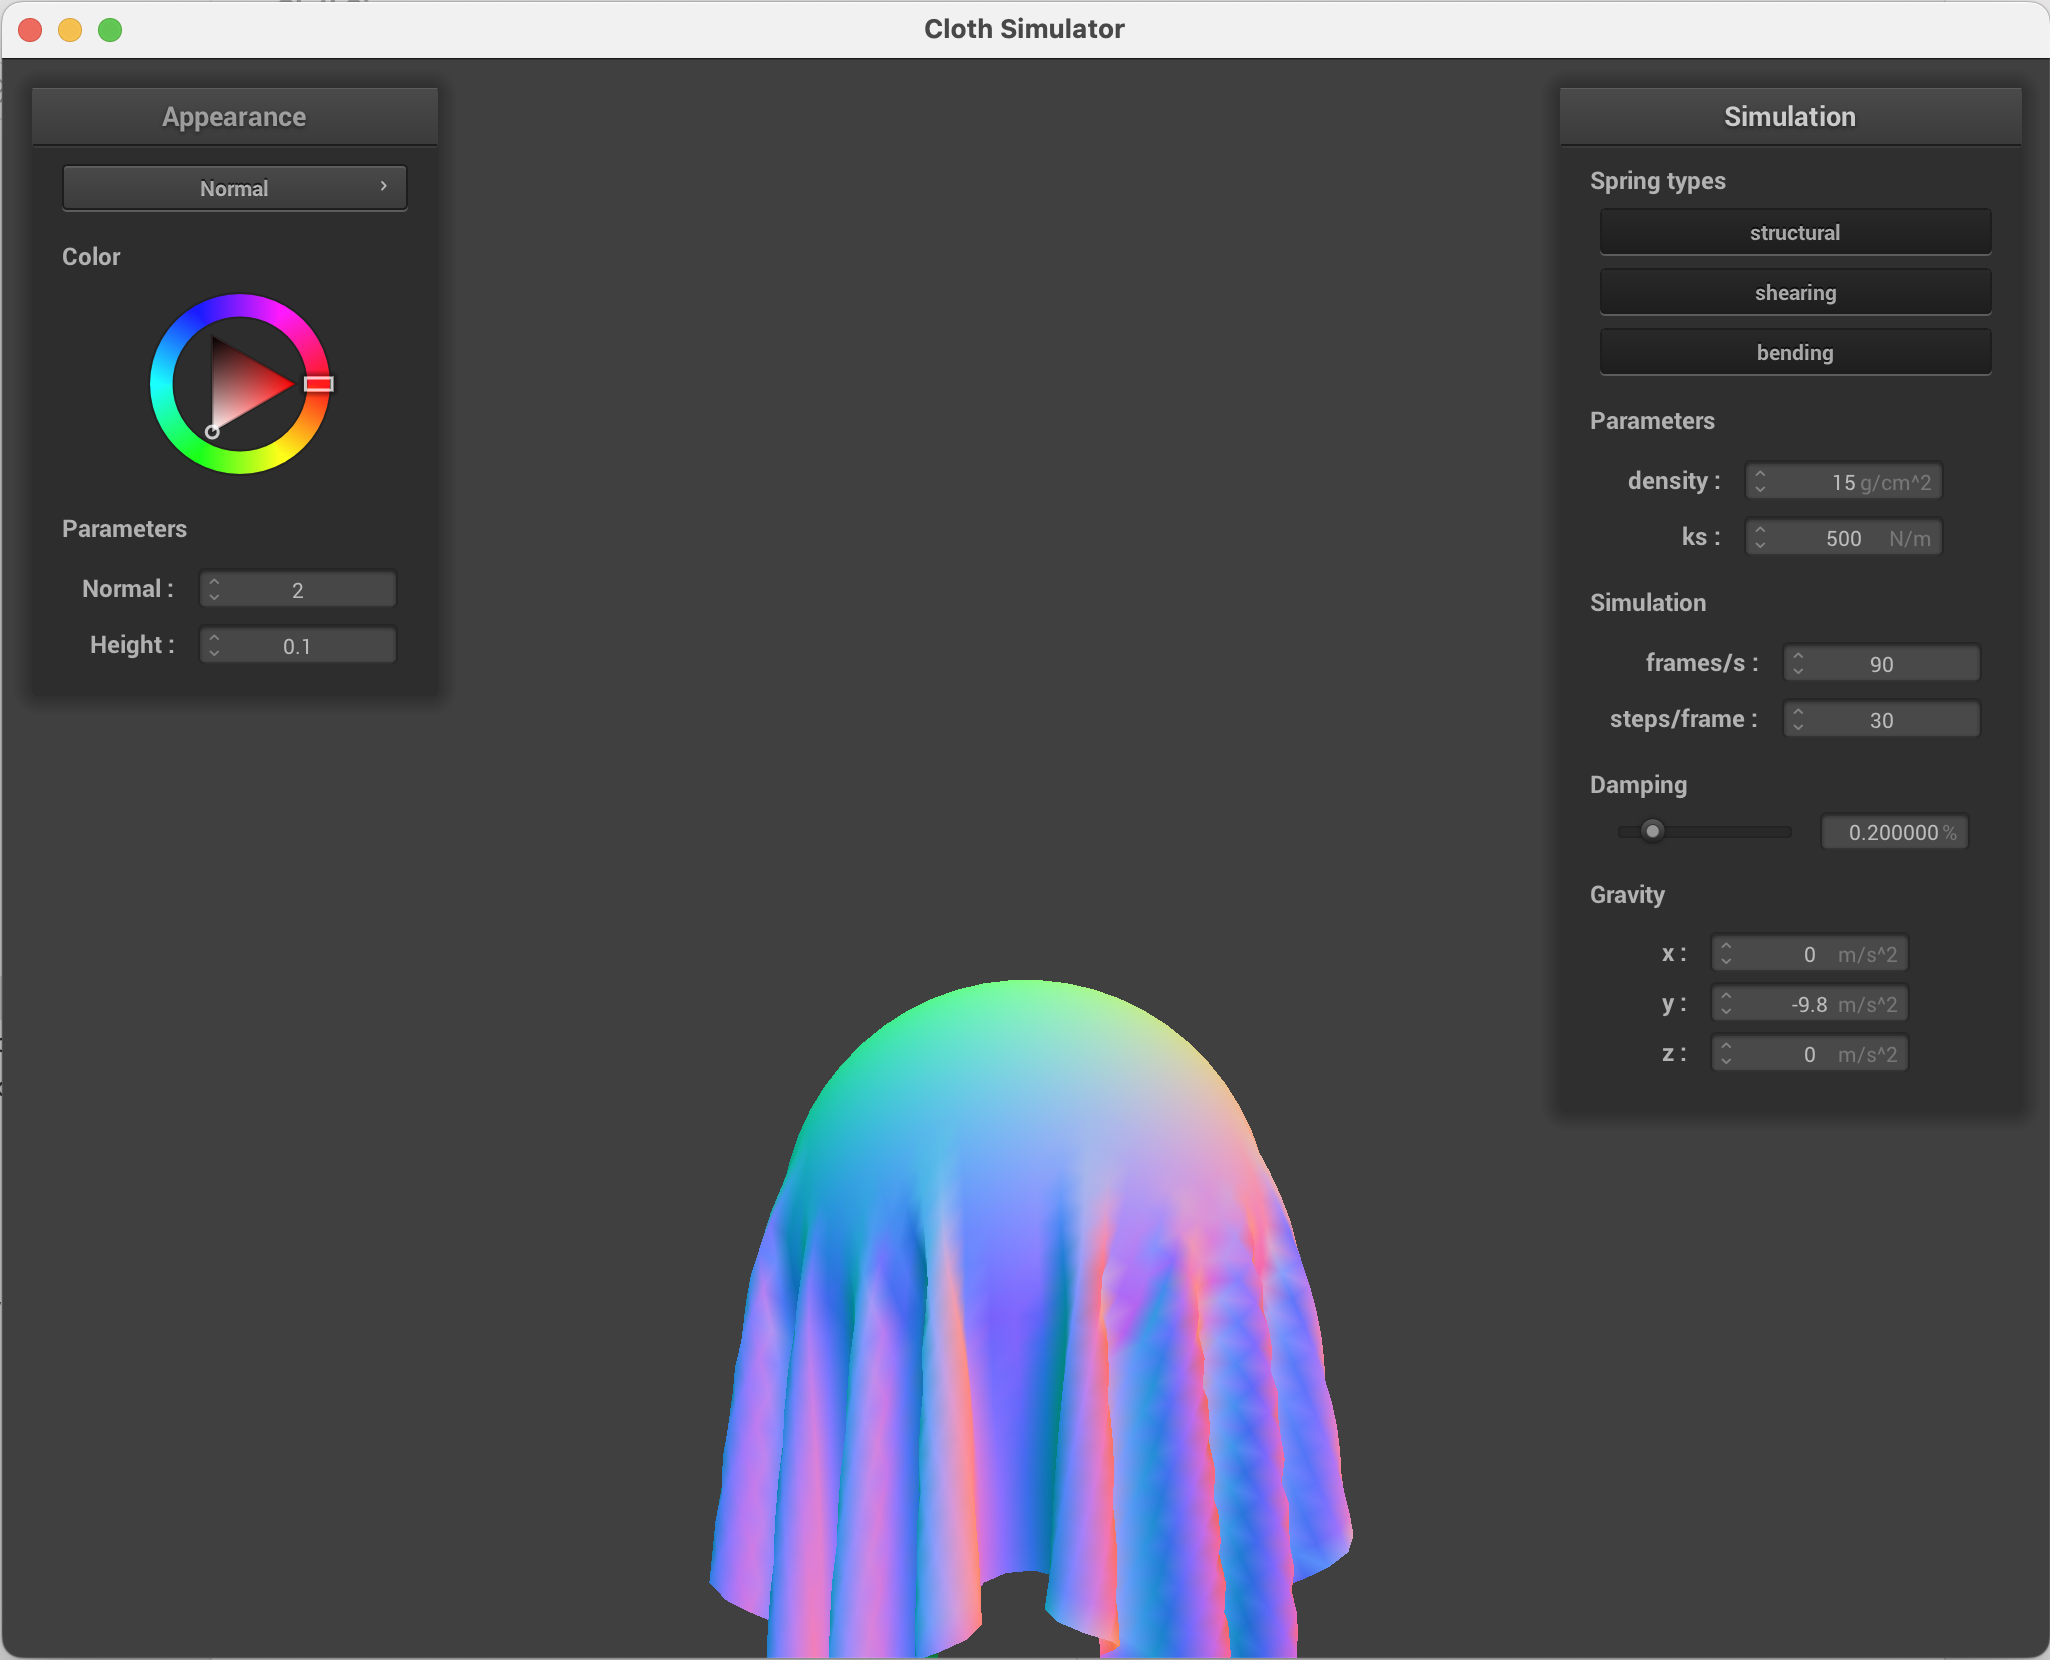 Cloth Simulator
Appearance
Normal
Color
Parameters
Normal : 2
Height : 0.1
Simulation
Spring types
structural
shearing
bending
Parameters
density : 15 g/cm^2
ks : 500 N/m
Simulation
frames/s : 90
steps/frame : 30
Damping
0.200000 %
Gravity
x : 0 m/s^2
y : -9.8 m/s^2
z : 0 m/s^2